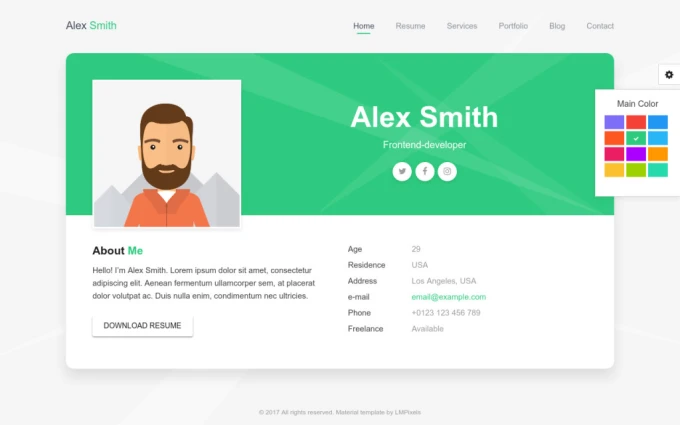 Alex Smith
Home Resume Services Portfolio Blog Contact
Main Color
Alex Smith
Frontend-developer
About Me
Hello! I'm Alex Smith. Lorem ipsum dolor sit amet, consectetur
adipiscing elit. Aenean fermentum ullamcorper sem, at placerat
dolor volutpat ac. Duis nulla enim, condimentum nec ultricies.
DOWNLOAD RESUME
Age 29
Residence USA
Address Los Angeles, USA
e-mail email@example.com
Phone +0123 123 456 789
Freelance Available
© 2017 All rights reserved. Material template by LMPixels